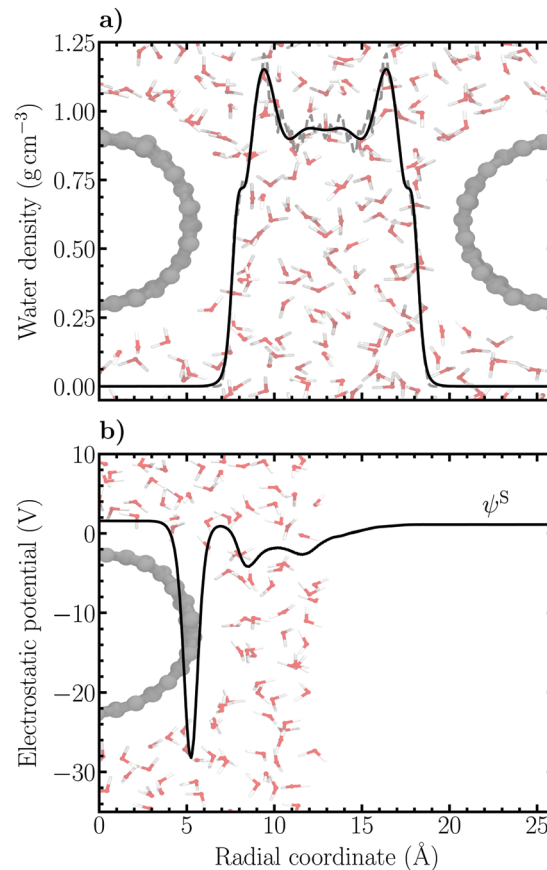 a)
1.25
1.00
0.75
0.50
0.25
0.00
Water density (g cm⁻³)
b)
10
0
−10
−20
−30
Electrostatic potential (V)
ψˢ
0 5 10 15 20 25
Radial coordinate (Å)